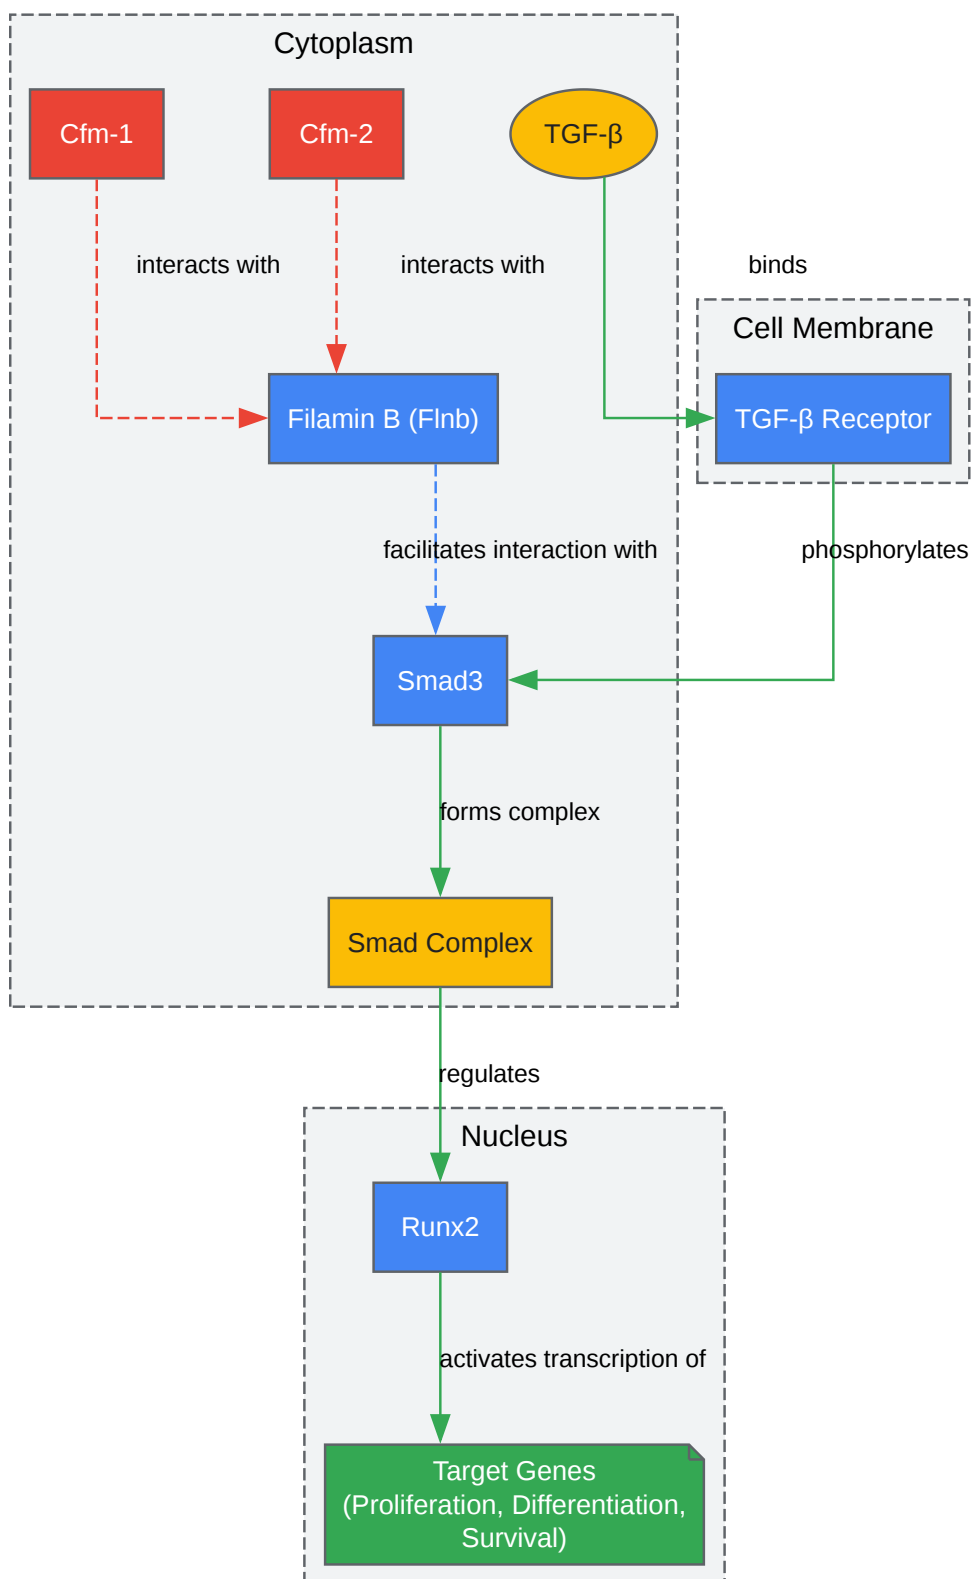 Cytoplasm
Cfm-1
Cfm-2
TGF-β
interacts with
interacts with
binds
Cell Membrane
Filamin B (Flnb)
TGF-β Receptor
facilitates interaction with
phosphorylates
Smad3
forms complex
Smad Complex
regulates
Nucleus
Runx2
activates transcription of
Target Genes
(Proliferation, Differentiation,
Survival)